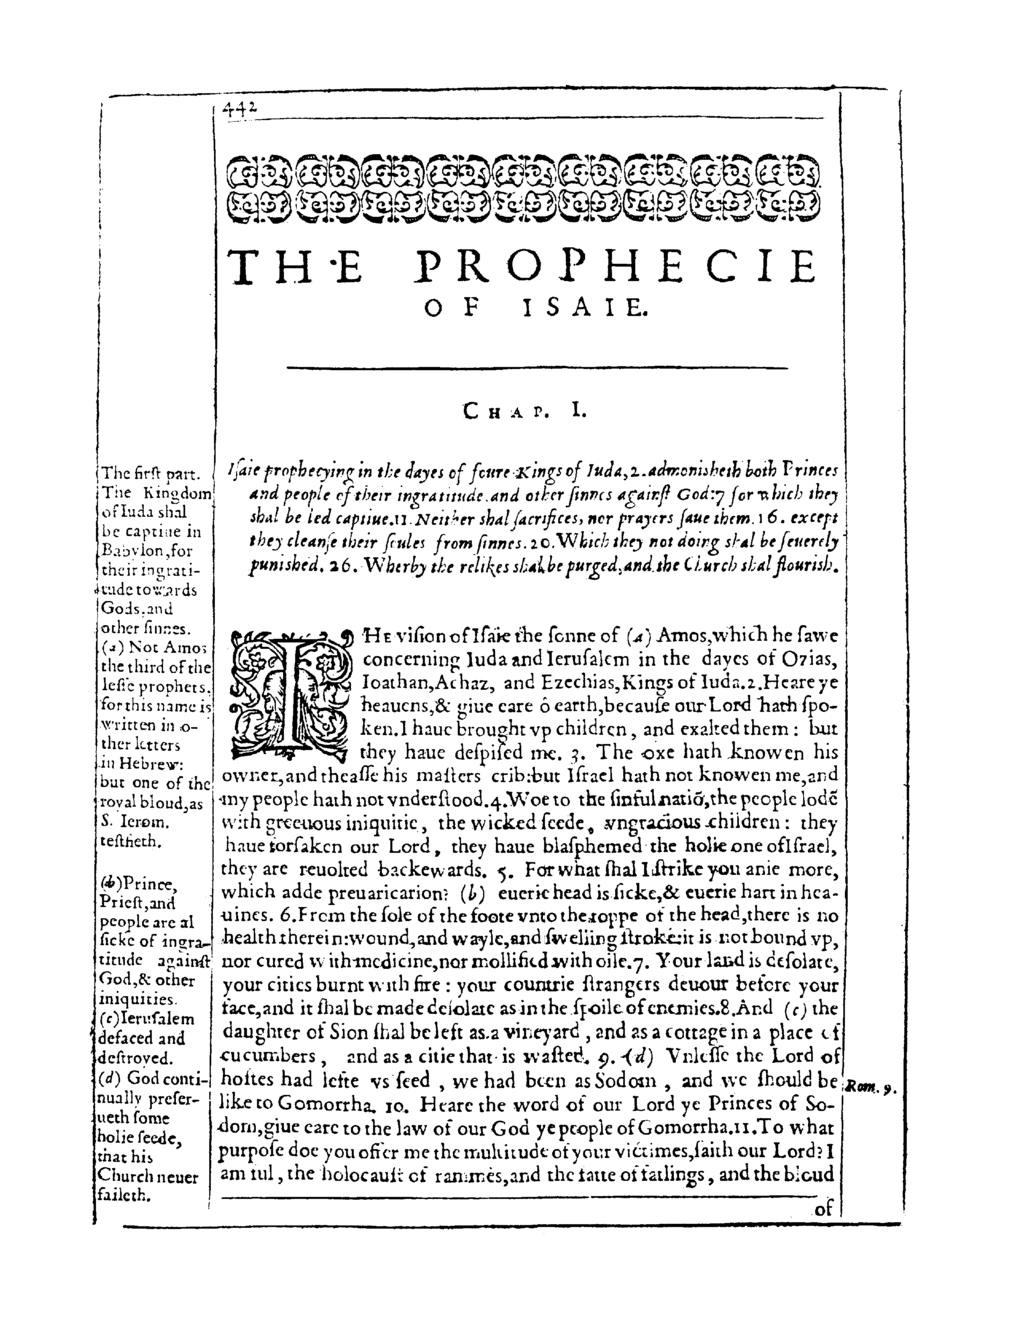 442
THE PROPHECIE
OF ISAIE.
CHAP. I.
Iſaie prophecying in the dayes of foure Kings of Iuda, 2. admonisheth both Princes
and people of their ingratitude, and other ſinnes againſt God: 7 for which they
shal be led captiue. 11. Neither shal ſacrifices, nor prayers ſaue them. 16. except
they cleanſe their ſoules from ſinnes. 20. Which they not doing shal be ſeuerely
punished. 26. Wherby the relikes shal be purged, and the Church shal flouriſh.
The firſt part.
The Kingdom
of Iuda shal
be captiue in
Babylon, for
their ingrati-
tude towards
Gods, and
other ſinnes.
(a) Not Amos
the third of the
leſſe prophets,
for this name is
written in o-
ther letters
in Hebrew:
but one of the
royal bloud, as
S. Ierom.
teſtifieth.
(b) Prince,
Prieſt, and
people are al
ſicke of ingra-
titude againſt
God, & other
iniquities.
(c) Ieruſalem
defaced and
deſtroyed.
(d) God conti-
nually preſer-
ueth ſome
holie ſeede,
that his
Church neuer
faileth.
THE viſion of Iſaie the ſonne of (a) Amos, which he ſawe
concerning Iuda and Ieruſalem in the dayes of Ozias,
Ioathan, Achaz, and Ezechias, Kings of Iuda. 2. Heare ye
heauens, & giue eare ô earth, becauſe our Lord hath ſpo-
ken. I haue brought vp children, and exalted them: but
they haue deſpiſed me. 3. The oxe hath knowen his
owner, and the aſſe his maiſters crib: but Iſrael hath not knowen me, and
my people hath not vnderſtood. 4. Woe to the ſinful natiõ, the people lodẽ
with greeuous iniquitie, the wicked ſeede, vngracious children: they
haue forſaken our Lord, they haue blaſphemed the holie one of Iſrael,
they are reuolted backewards. 5. For what ſhal I ſtrike you anie more,
which adde preuarication? (b) euerie head is ſicke, & euerie hart in hea-
uines. 6. From the ſole of the foote vnto the toppe of the head, there is no
health therein: wound, and wayle, and ſwelling ſtroke: it is not bound vp,
nor cured with medicine, nor mollified with oile. 7. Your land is deſolate,
your cities burnt with fire: your countrie ſtrangers deuour before your
face, and it ſhal be made deſolate as in the ſpoile of enemies. 8. And (c) the
daughter of Sion ſhal be left as a vineyard, and as a cottage in a place of
cucumbers, and as a citie that is waſted. 9. (d) Vnleſſe the Lord of
hoſtes had lefte vs ſeed, we had been as Sodom, and we ſhould be
like to Gomorrha. 10. Heare the word of our Lord ye Princes of So-
dom, giue eare to the law of our God ye people of Gomorrha. 11. To what
purpoſe doe you offer me the multitude of your victimes, ſaith our Lord? I
am ful, the holocauſt of rammes, and the fatte of fatlings, and the bloud
of
Rom. 9.